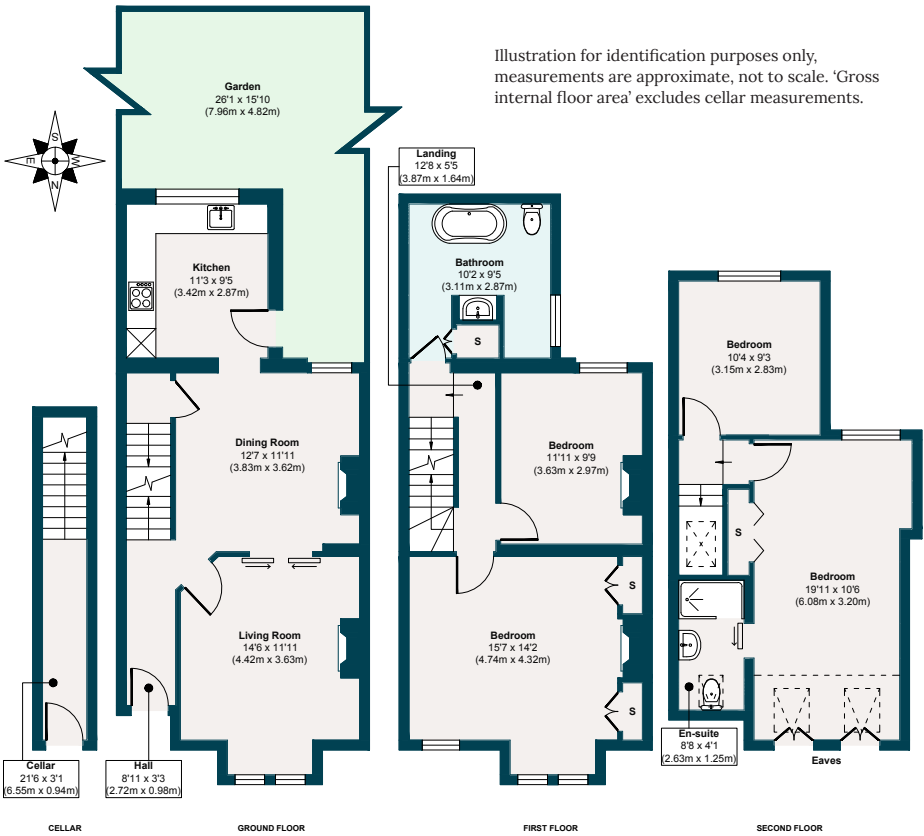 Illustration for identification purposes only,
measurements are approximate, not to scale. ‘Gross
internal floor area’ excludes cellar measurements.
Garden
26'1 x 15'10
(7.96m x 4.82m)
S
E
W
N
Landing
12'8 x 5'5
(3.87m x 1.64m)
Kitchen
11'3 x 9'5
(3.42m x 2.87m)
Bathroom
10'2 x 9'5
(3.11m x 2.87m)
S
Bedroom
10'4 x 9'3
(3.15m x 2.83m)
Dining Room
12'7 x 11'11
(3.83m x 3.62m)
Bedroom
11'11 x 9'9
(3.63m x 2.97m)
S
Bedroom
19'11 x 10'6
(6.08m x 3.20m)
Living Room
14'6 x 11'11
(4.42m x 3.63m)
Bedroom
15'7 x 14'2
(4.74m x 4.32m)
S
S
Cellar
21'6 x 3'1
(6.55m x 0.94m)
Hall
8'11 x 3'3
(2.72m x 0.98m)
En-suite
8'8 x 4'1
(2.63m x 1.25m)
Eaves
CELLAR
GROUND FLOOR
FIRST FLOOR
SECOND FLOOR